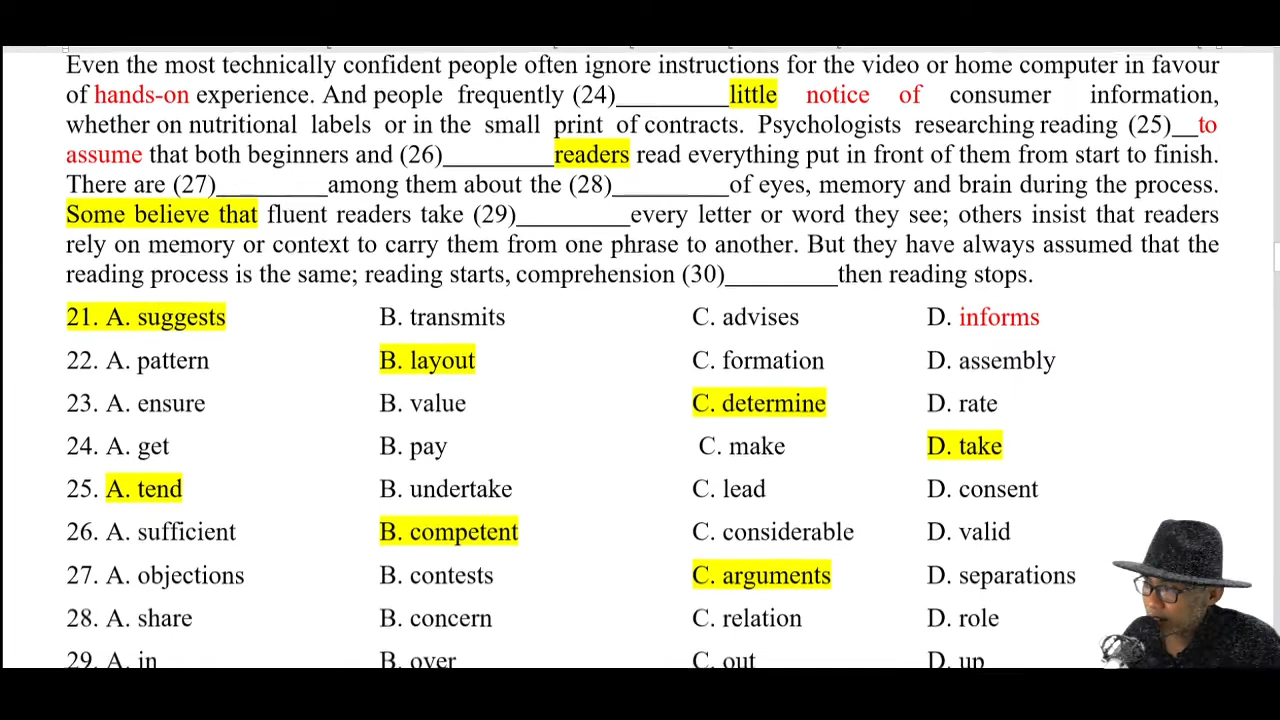 Even the most technically confident people often ignore instructions for the video or home computer in favour
of hands-on experience. And people frequently (24)_________little notice of consumer information,
whether on nutritional labels or in the small print of contracts. Psychologists researching reading (25)__to
assume that both beginners and (26)_________readers read everything put in front of them from start to finish.
There are (27)_________among them about the (28)_________of eyes, memory and brain during the process.
Some believe that fluent readers take (29)_________every letter or word they see; others insist that readers
rely on memory or context to carry them from one phrase to another. But they have always assumed that the
reading process is the same; reading starts, comprehension (30)_________then reading stops.
21. A. suggests B. transmits C. advises D. informs
22. A. pattern B. layout C. formation D. assembly
23. A. ensure B. value C. determine D. rate
24. A. get B. pay C. make D. take
25. A. tend B. undertake C. lead D. consent
26. A. sufficient B. competent C. considerable D. valid
27. A. objections B. contests C. arguments D. separations
28. A. share B. concern C. relation D. role
29. A. in B. over C. out D. up